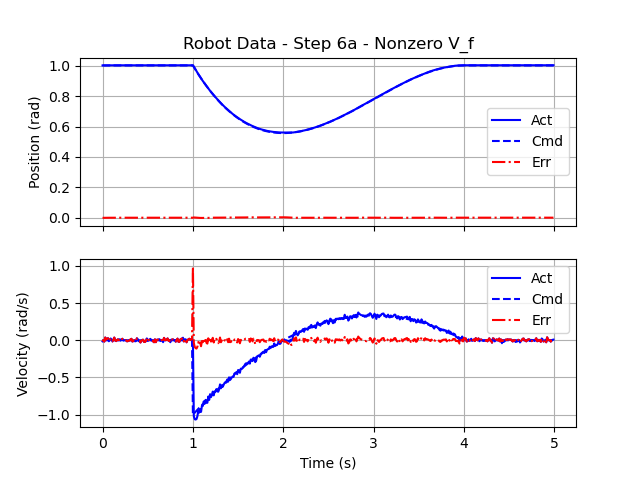 Robot Data - Step 6a - Nonzero V_f
Position (rad)
1.0
0.8
0.6
0.4
0.2
0.0
Act
Cmd
Err
Velocity (rad/s)
1.0
0.5
0.0
−0.5
−1.0
Act
Cmd
Err
0 1 2 3 4 5
Time (s)